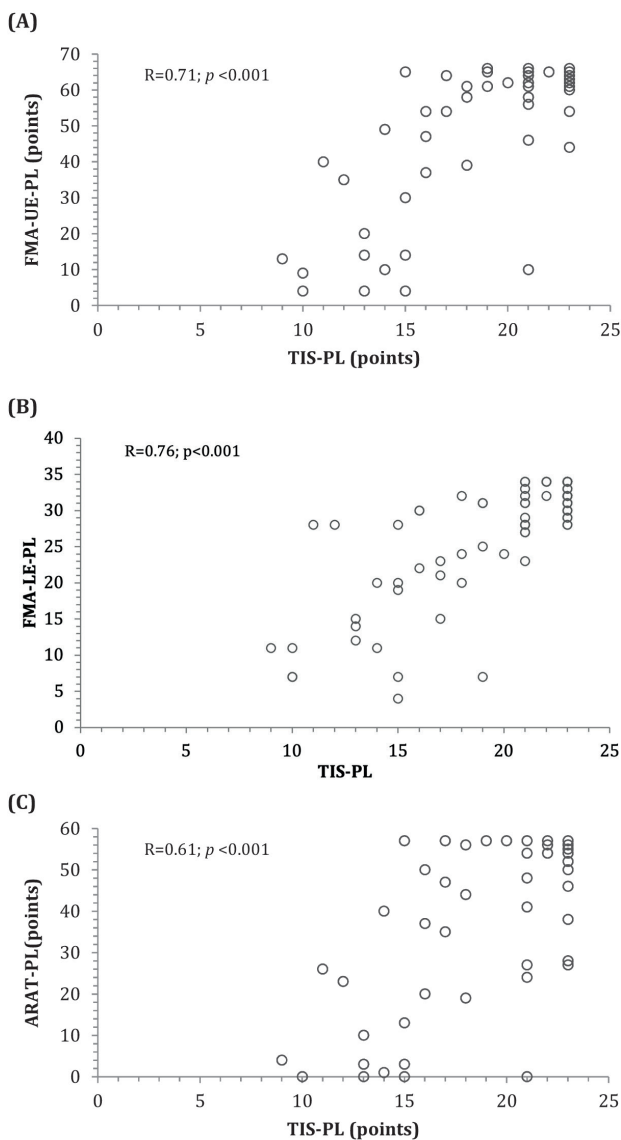 (A)
70
60
50
40
30
20
10
0
FMA-UE-PL (points)
R=0.71; p <0.001
0 5 10 15 20 25
TIS-PL (points)
(B)
40
35
30
25
20
15
10
5
0
FMA-LE-PL
R=0.76; p<0.001
0 5 10 15 20 25
TIS-PL
(C)
60
50
40
30
20
10
0
ARAT-PL(points)
R=0.61; p <0.001
0 5 10 15 20 25
TIS-PL (points)